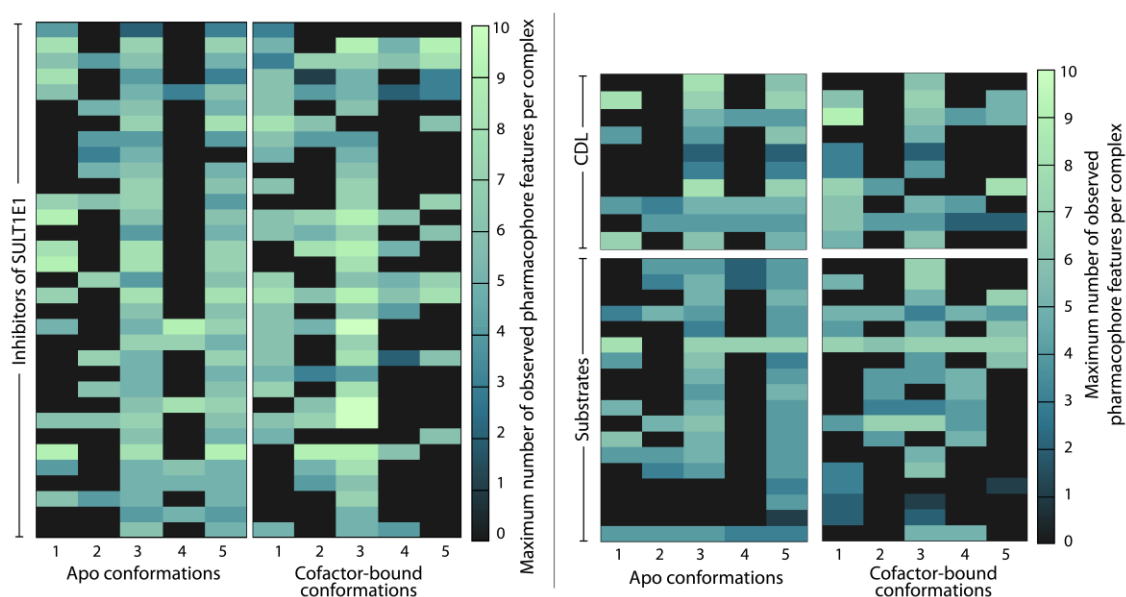 Inhibitors of SULT1E1
1 2 3 4 5
Apo conformations
1 2 3 4 5
Cofactor-bound
conformations
10
9
8
7
6
5
4
3
2
1
0
Maximum number of observed pharmacophore features per complex
CDL
Substrates
1 2 3 4 5
Apo conformations
1 2 3 4 5
Cofactor-bound
conformations
10
9
8
7
6
5
4
3
2
1
0
Maximum number of observed
pharmacophore features per complex